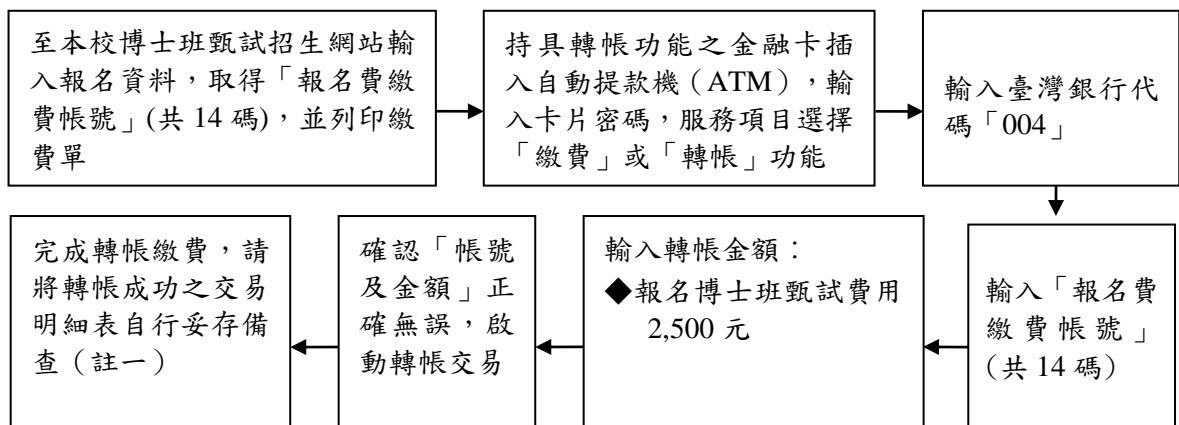 至本校博士班甄試招生網站輸
入報名資料，取得「報名費繳
費帳號」(共 14 碼)，並列印繳
費單
持具轉帳功能之金融卡插
入自動提款機（ATM），輸
入卡片密碼，服務項目選擇
「繳費」或「轉帳」功能
輸入臺灣銀行代
碼「004」
輸入「報名費
繳費帳號」
(共 14 碼)
輸入轉帳金額：
◆報名博士班甄試費用
2,500 元
確認「帳號
及金額」正
確無誤，啟
動轉帳交易
完成轉帳繳費，請
將轉帳成功之交易
明細表自行妥存備
查（註一）